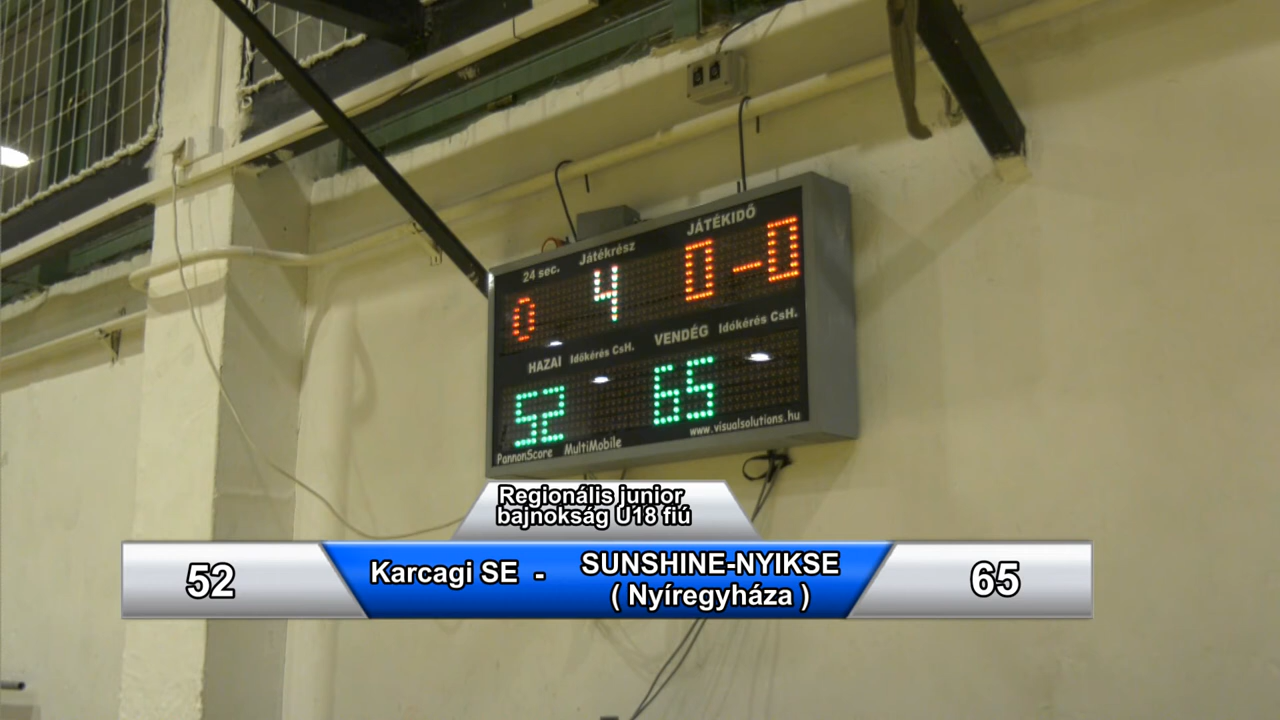 JÁTÉKIDŐ
24 sec. Játékrész
0 4 0-0
HAZAI Időkérés CsH. VENDÉG Időkérés CsH.
52 65
PannonScore MultiMobile www.visualsolutions.hu
Regionális junior
bajnokság U18 fiú
52 Karcagi SE - SUNSHINE-NYIKSE 65
( Nyíregyháza )